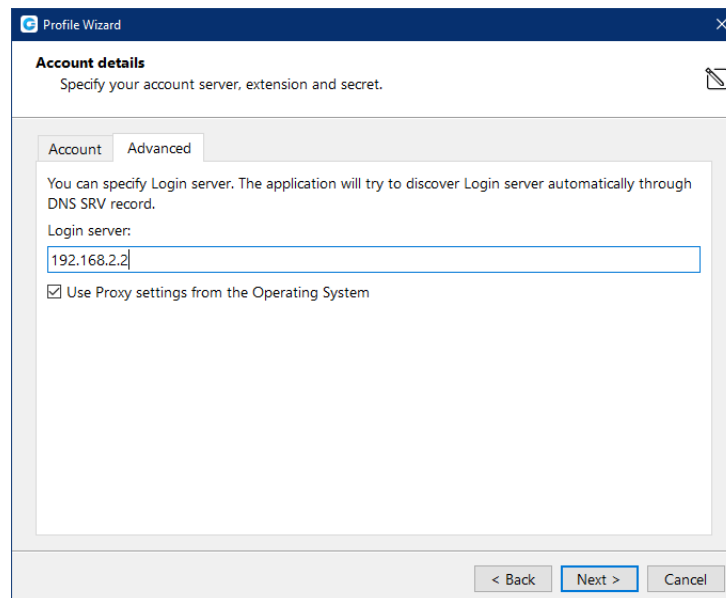 Profile Wizard
Account details
Specify your account server, extension and secret.
Account
Advanced
You can specify Login server. The application will try to discover Login server automatically through
DNS SRV record.
Login server:
192.168.2.2
Use Proxy settings from the Operating System
< Back
Next >
Cancel